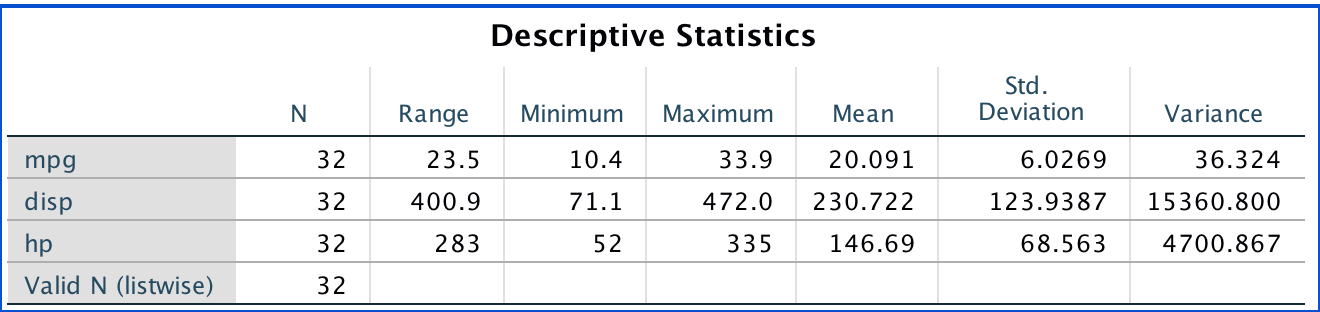 Descriptive Statistics
N Range Minimum Maximum Mean Std. Deviation Variance
mpg 32 23.5 10.4 33.9 20.091 6.0269 36.324
disp 32 400.9 71.1 472.0 230.722 123.9387 15360.800
hp 32 283 52 335 146.69 68.563 4700.867
Valid N (listwise) 32